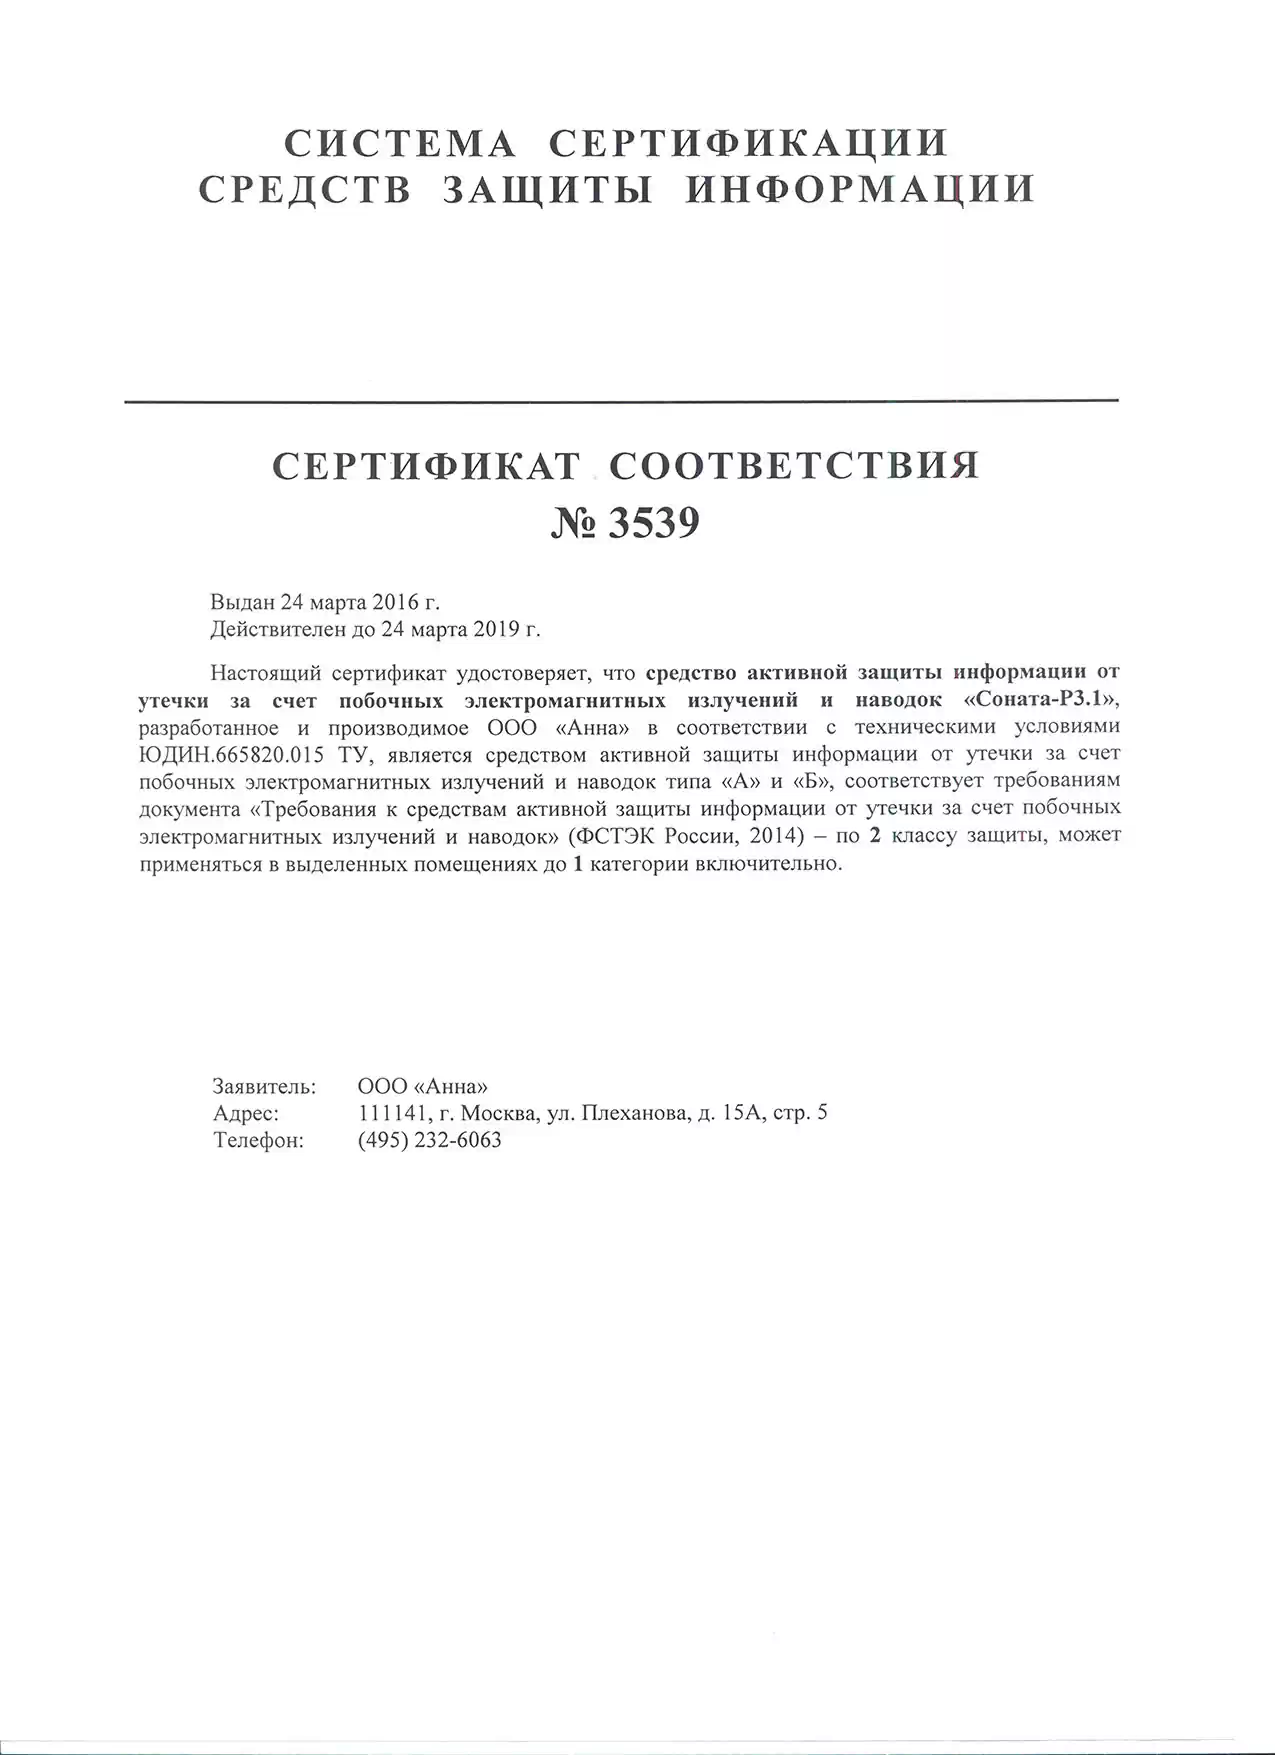 СИСТЕМА СЕРТИФИКАЦИИ
СРЕДСТВ ЗАЩИТЫ ИНФОРМАЦИИ
СЕРТИФИКАТ СООТВЕТСТВИЯ
№ 3539
Выдан 24 марта 2016 г.
Действителен до 24 марта 2019 г.
Настоящий сертификат удостоверяет, что средство активной защиты информации от
утечки за счет побочных электромагнитных излучений и наводок «Соната-Р3.1»,
разработанное и производимое ООО «Анна» в соответствии с техническими условиями
ЮДИН.665820.015 ТУ, является средством активной защиты информации от утечки за счет
побочных электромагнитных излучений и наводок типа «А» и «Б», соответствует требованиям
документа «Требования к средствам активной защиты информации от утечки за счет побочных
электромагнитных излучений и наводок» (ФСТЭК России, 2014) – по 2 классу защиты, может
применяться в выделенных помещениях до 1 категории включительно.
Заявитель: ООО «Анна»
Адрес: 111141, г. Москва, ул. Плеханова, д. 15А, стр. 5
Телефон: (495) 232-6063